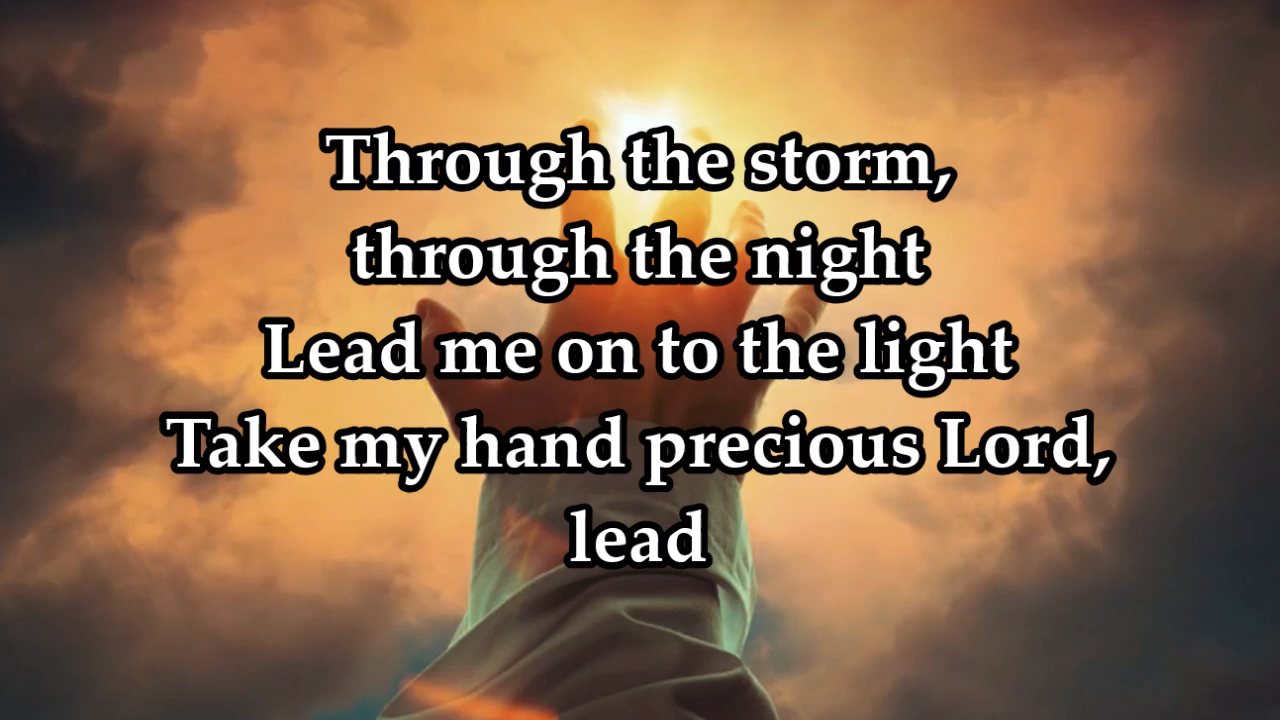 Through the storm,
through the night
Lead me on to the light
Take my hand precious Lord,
lead